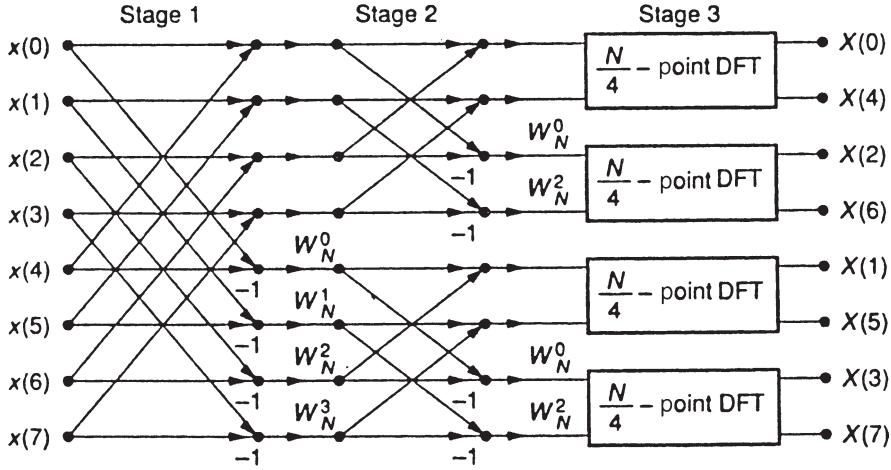 Stage 1 Stage 2 Stage 3
x(0) N/4 – point DFT X(0)
x(1) X(4)
W_N^0
x(2) -1 N/4 – point DFT X(2)
W_N^2
x(3) -1 X(6)
W_N^0
x(4) -1 N/4 – point DFT X(1)
W_N^1
x(5) -1 X(5)
W_N^2 W_N^0
x(6) -1 -1 N/4 – point DFT X(3)
W_N^3 W_N^2
x(7) -1 -1 X(7)